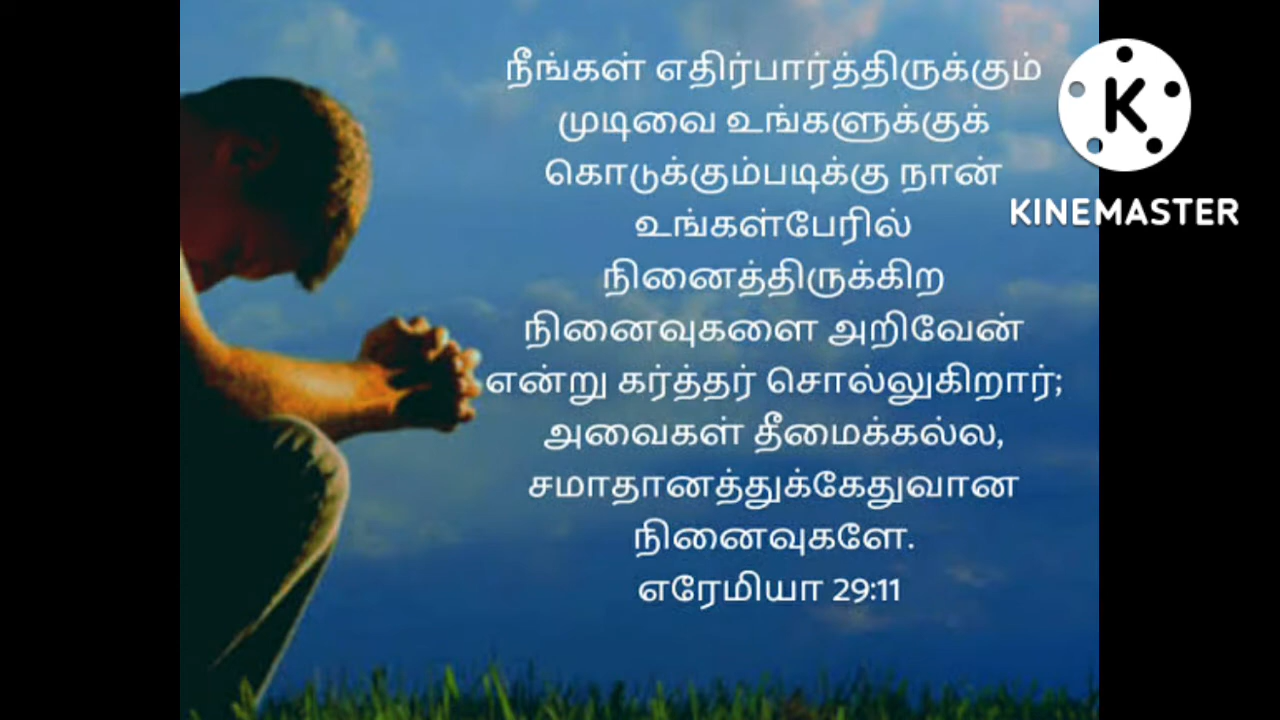 நீங்கள் எதிர்பார்த்திருக்கும்
முடிவை உங்களுக்குக்
கொடுக்கும்படிக்கு நான்
உங்கள்பேரில்
நினைத்திருக்கிற
நினைவுகளை அறிவேன்
என்று கர்த்தர் சொல்லுகிறார்;
அவைகள் தீமைக்கல்ல,
சமாதானத்துக்கேதுவான
நினைவுகளே.
எரேமியா 29:11
K
KINEMASTER